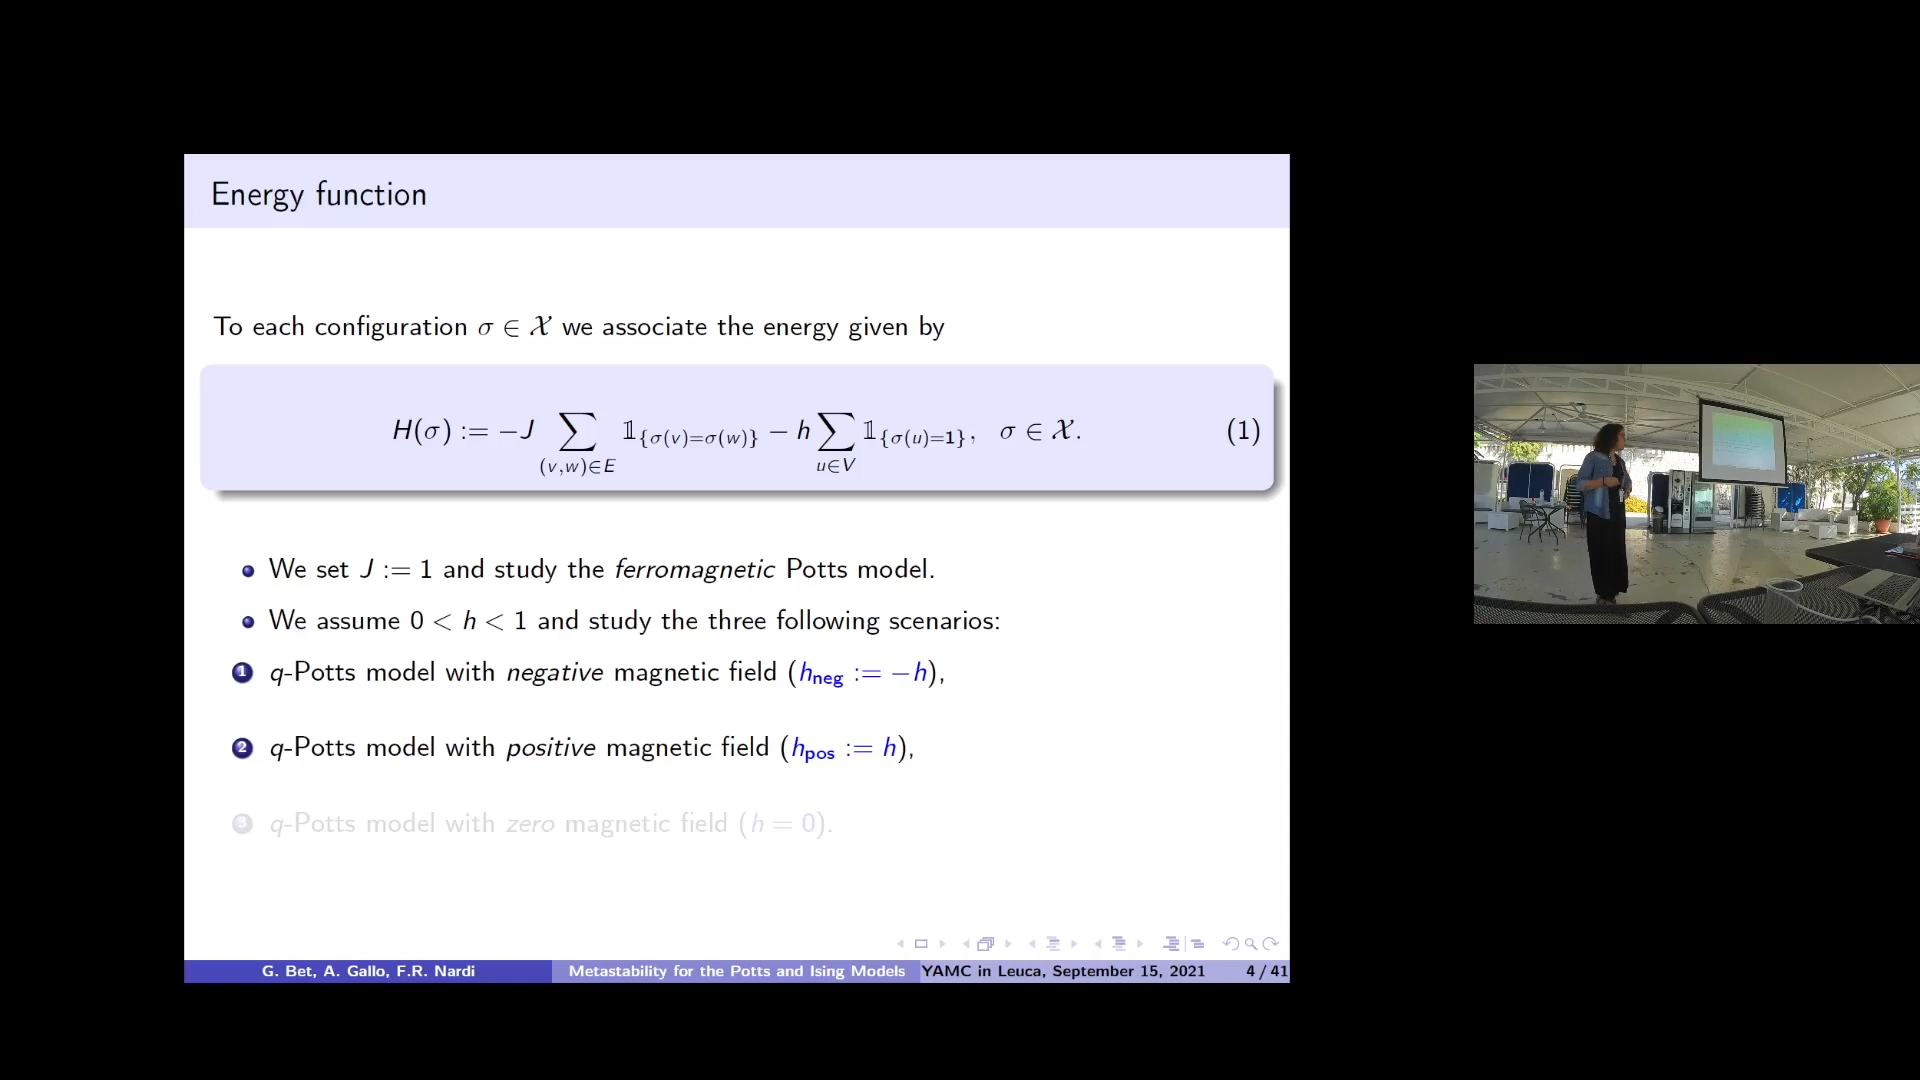 Energy function
To each configuration σ ∈ 𝒳 we associate the energy given by
H(σ) := −J ∑_{(v,w)∈E} 𝟙_{{σ(v)=σ(w)}} − h ∑_{u∈V} 𝟙_{{σ(u)=1}}, σ ∈ 𝒳. (1)
We set J := 1 and study the ferromagnetic Potts model.
We assume 0 < h < 1 and study the three following scenarios:
1 q-Potts model with negative magnetic field (h_neg := −h),
2 q-Potts model with positive magnetic field (h_pos := h),
3 q-Potts model with zero magnetic field (h = 0).
G. Bet, A. Gallo, F.R. Nardi Metastability for the Potts and Ising Models YAMC in Leuca, September 15, 2021 4 / 41